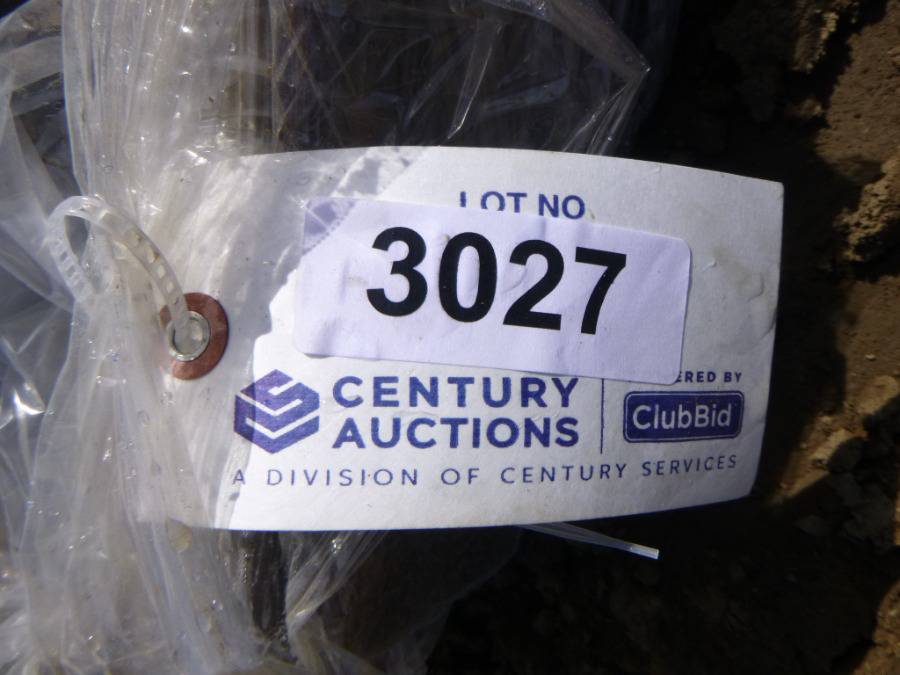 LOT NO
3027
CENTURY
AUCTIONS
ERED BY
ClubBid
A DIVISION OF CENTURY SERVICES